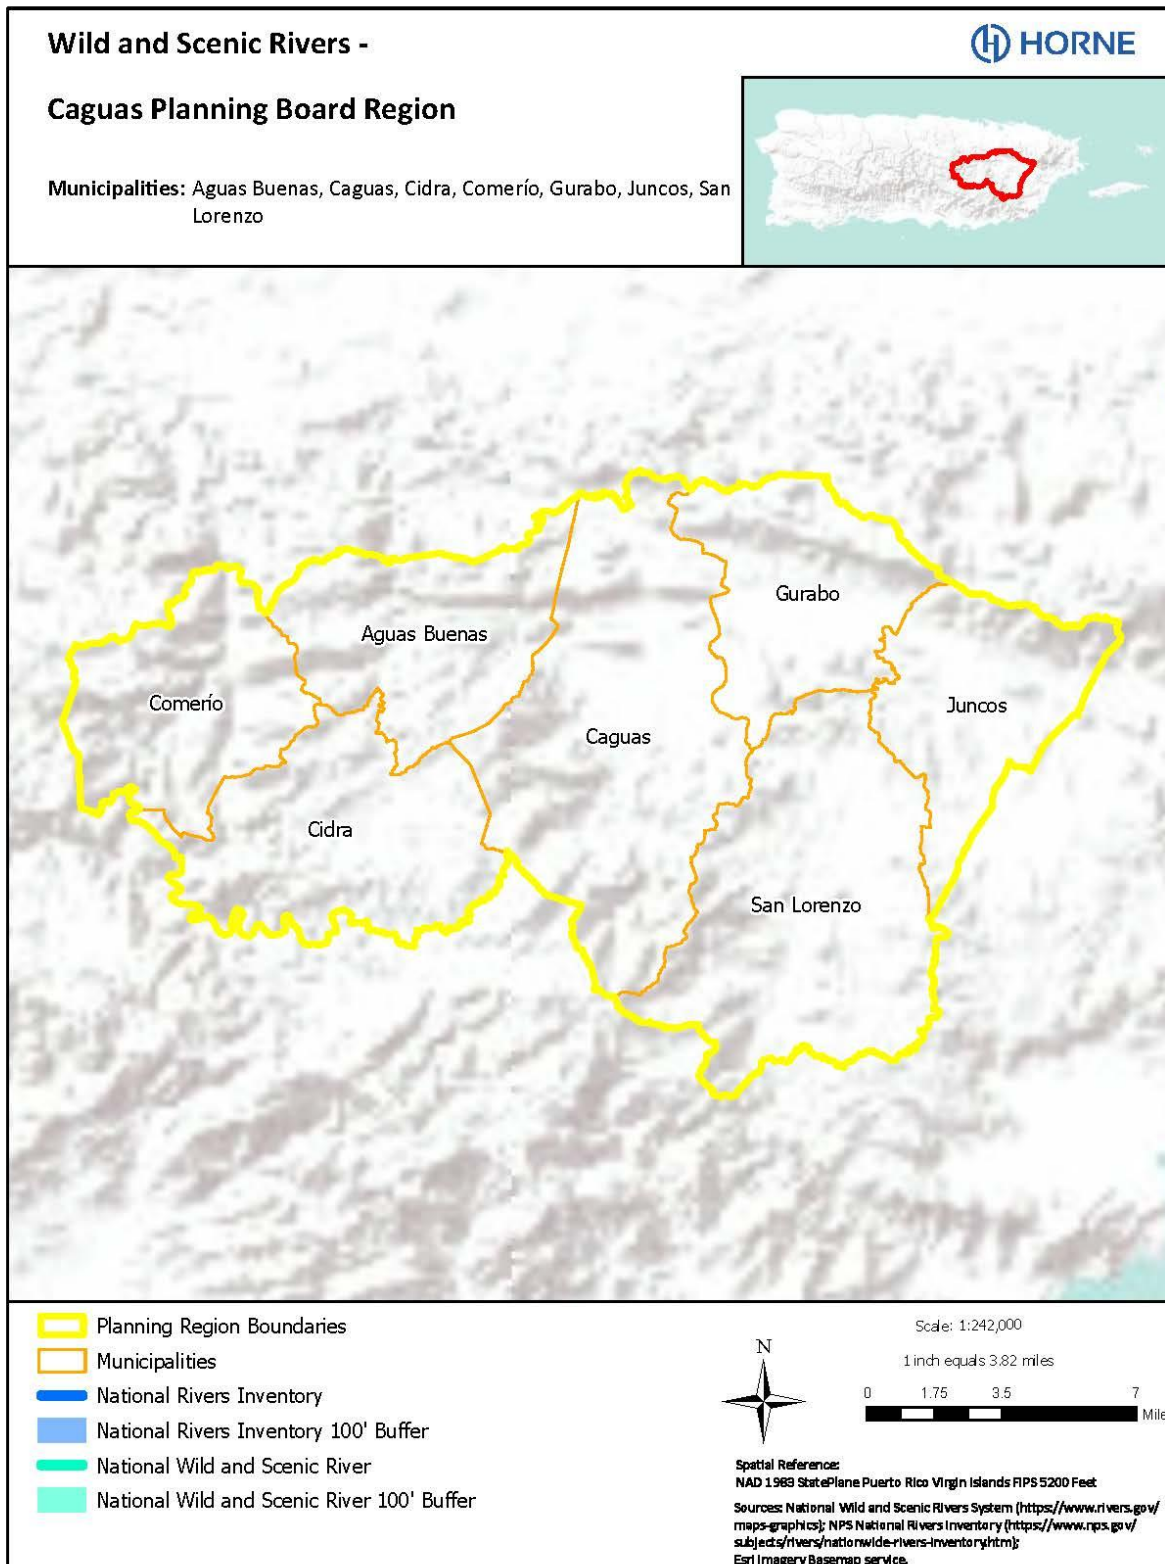 Wild and Scenic Rivers -
HORNE
Caguas Planning Board Region
Municipalities: Aguas Buenas, Caguas, Cidra, Comerío, Gurabo, Juncos, San
Lorenzo
Gurabo
Aguas Buenas
Comerío
Juncos
Caguas
Cidra
San Lorenzo
Planning Region Boundaries
Municipalities
National Rivers Inventory
National Rivers Inventory 100' Buffer
National Wild and Scenic River
National Wild and Scenic River 100' Buffer
N
Scale: 1:242,000
1 inch equals 3.82 miles
0 1.75 3.5 7
Mile
Spatial Reference:
NAD 1983 StatePlane Puerto Rico Virgin Islands FIPS 5200 Feet
Sources: National Wild and Scenic Rivers System (https://www.rivers.gov/
maps-graphics); NPS National Rivers Inventory (https://www.nps.gov/
subjects/rivers/nationwide-rivers-inventory.htm);
Esri Imagery Basemap service.